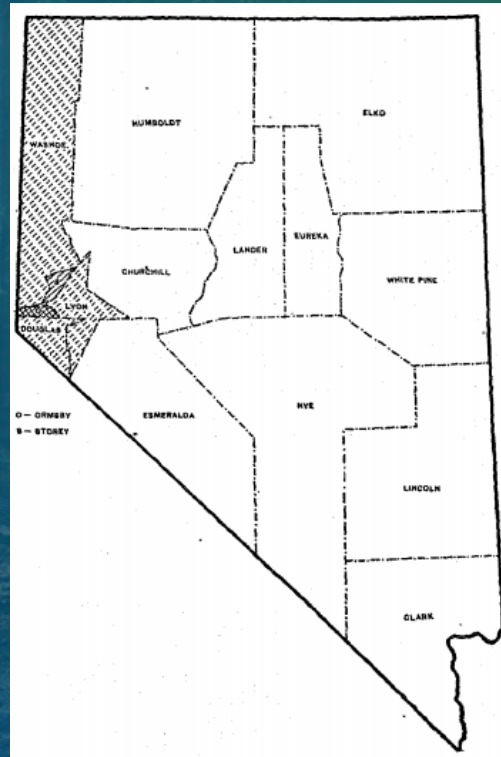 ELKO
HUMBOLDT
WASHOE
LANDER
EUREKA
CHURCHILL
WHITE PINE
LYON
DOUGLAS
O — ORMSBY
S — STOREY
ESMERALDA
NYE
LINCOLN
CLARK